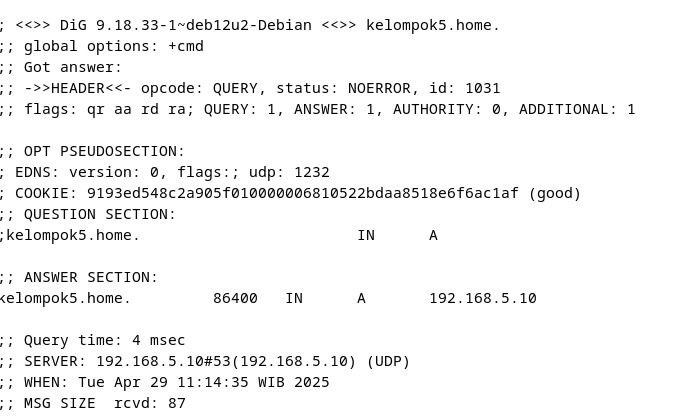 ; <<>> DiG 9.18.33-1~deb12u2-Debian <<>> kelompok5.home.
;; global options: +cmd
;; Got answer:
;; ->>HEADER<<- opcode: QUERY, status: NOERROR, id: 1031
;; flags: qr aa rd ra; QUERY: 1, ANSWER: 1, AUTHORITY: 0, ADDITIONAL: 1
;; OPT PSEUDOSECTION:
; EDNS: version: 0, flags:; udp: 1232
; COOKIE: 9193ed548c2a905f010000006810522bdaa8518e6f6ac1af (good)
;; QUESTION SECTION:
;kelompok5.home. IN A
;; ANSWER SECTION:
kelompok5.home. 86400 IN A 192.168.5.10
;; Query time: 4 msec
;; SERVER: 192.168.5.10#53(192.168.5.10) (UDP)
;; WHEN: Tue Apr 29 11:14:35 WIB 2025
;; MSG SIZE  rcvd: 87